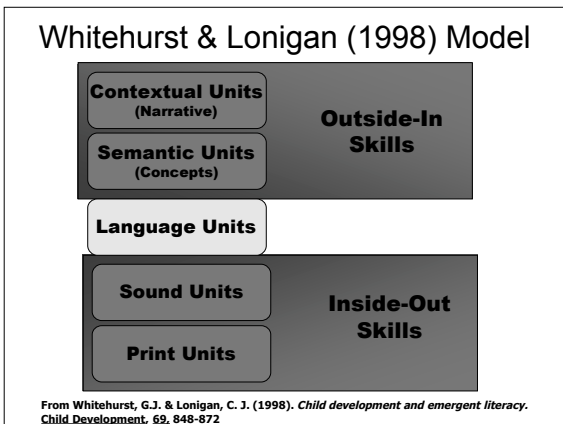 Whitehurst & Lonigan (1998) Model
Contextual Units
(Narrative)
Semantic Units
(Concepts)
Outside-In
Skills
Language Units
Sound Units
Print Units
Inside-Out
Skills
From Whitehurst, G.J. & Lonigan, C. J. (1998). Child development and emergent literacy.
Child Development, 69, 848-872